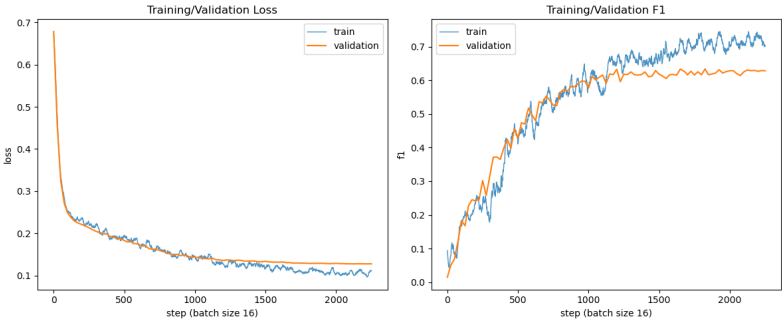 Training/Validation Loss
0.7
0.6
0.5
0.4
0.3
0.2
0.1
loss
train
validation
0
500
1000
1500
2000
step (batch size 16)
Training/Validation F1
0.7
0.6
0.5
0.4
0.3
0.2
0.1
0.0
f1
train
validation
0
500
1000
1500
2000
step (batch size 16)